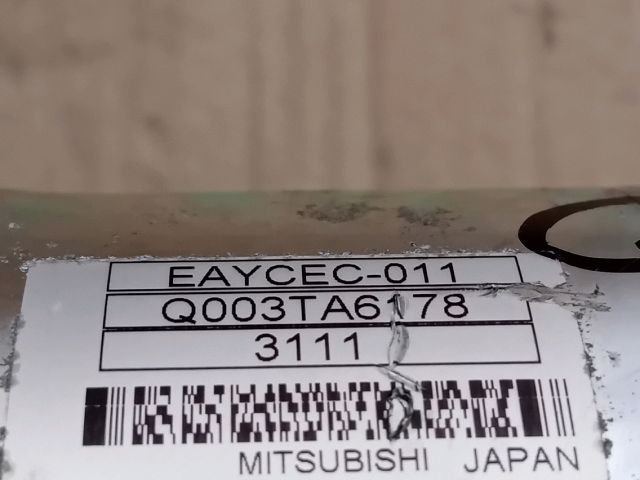 EAYCEC-011
Q003TA6178
3111
MITSUBISHI JAPAN